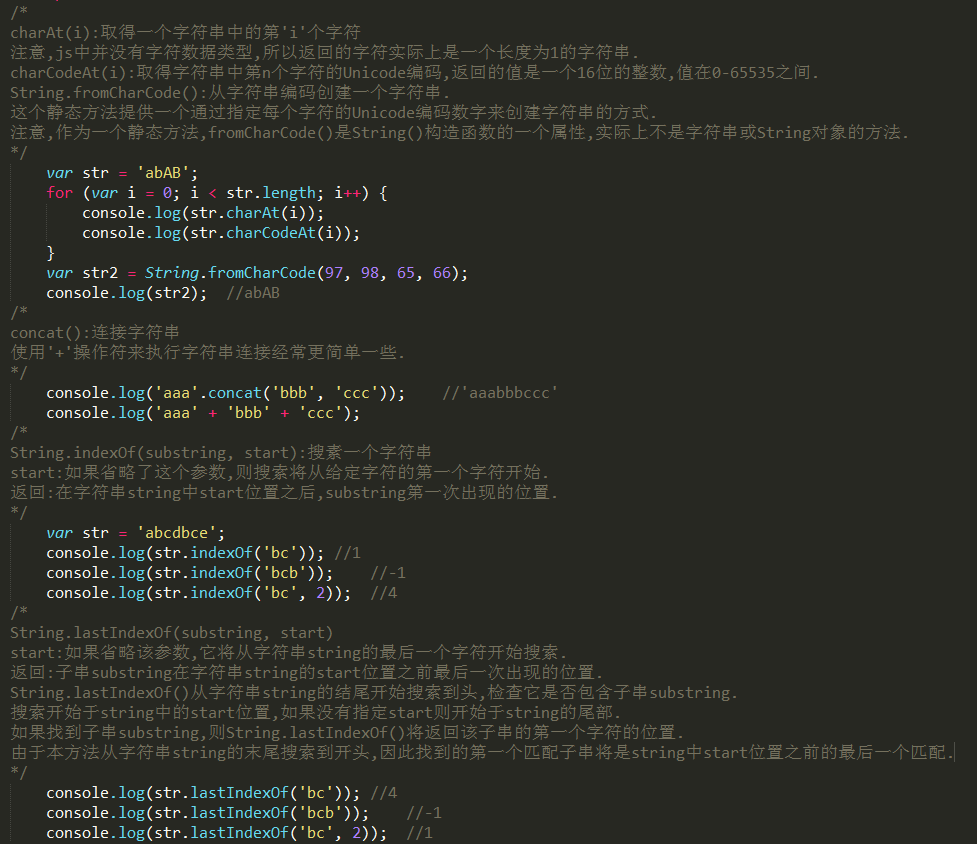 /*
charAt(i):取得一个字符串中的第'i'个字符
注意,js中并没有字符数据类型,所以返回的字符实际上是一个长度为1的字符串.
charCodeAt(i):取得字符串中第n个字符的Unicode编码,返回的值是一个16位的整数,值在0-65535之间.
String.fromCharCode():从字符串编码创建一个字符串.
这个静态方法提供一个通过指定每个字符的Unicode编码数字来创建字符串的方式.
注意,作为一个静态方法,fromCharCode()是String()构造函数的一个属性,实际上不是字符串或String对象的方法.
*/
    var str = 'abAB';
    for (var i = 0; i < str.length; i++) {
        console.log(str.charAt(i));
        console.log(str.charCodeAt(i));
    }
    var str2 = String.fromCharCode(97, 98, 65, 66);
    console.log(str2);  //abAB
/*
concat():连接字符串
使用'+'操作符来执行字符串连接经常更简单一些.
*/
    console.log('aaa'.concat('bbb', 'ccc'));    //'aaabbbccc'
    console.log('aaa' + 'bbb' + 'ccc');
/*
String.indexOf(substring, start):搜素一个字符串
start:如果省略了这个参数,则搜索将从给定字符的第一个字符开始.
返回:在字符串string中start位置之后,substring第一次出现的位置.
*/
    var str = 'abcdbce';
    console.log(str.indexOf('bc')); //1
    console.log(str.indexOf('bcb'));    //-1
    console.log(str.indexOf('bc', 2));  //4
/*
String.lastIndexOf(substring, start)
start:如果省略该参数,它将从字符串string的最后一个字符开始搜索.
返回:子串substring在字符串string的start位置之前最后一次出现的位置.
String.lastIndexOf()从字符串string的结尾开始搜索到头,检查它是否包含子串substring.
搜索开始于string中的start位置,如果没有指定start则开始于string的尾部.
如果找到子串substring,则String.lastIndexOf()将返回该子串的第一个字符的位置.
由于本方法从字符串string的末尾搜索到开头,因此找到的第一个匹配子串将是string中start位置之前的最后一个匹配.
*/
    console.log(str.lastIndexOf('bc')); //4
    console.log(str.lastIndexOf('bcb'));    //-1
    console.log(str.lastIndexOf('bc', 2));  //1